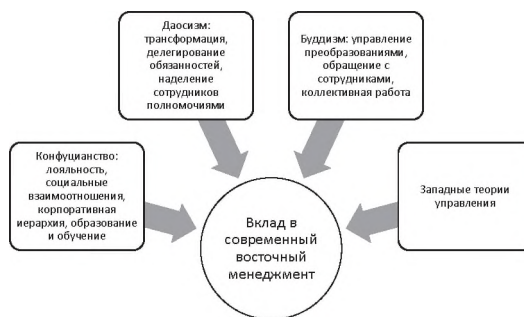 Даосизм:
трансформация,
делегирование
обязанностей,
наделение
сотрудников
полномочиями
Буддизм: управление
преобразованиями,
обращение с
сотрудниками,
коллективная работа
Конфуцианство:
лояльность,
социальные
взаимоотношения,
корпоративная
иерархия, образование
и обучение
Западные теории
управления
Вклад в
современный
восточный
менеджмент